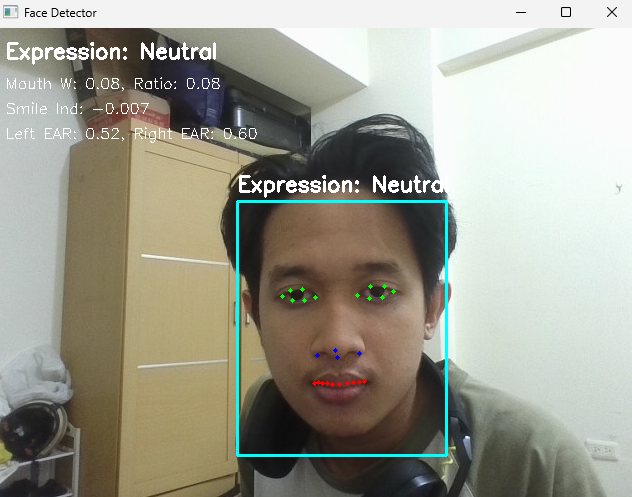 Face Detector
Expression: Neutral
Mouth W: 0.08, Ratio: 0.08
Smile Ind: -0.007
Left EAR: 0.52, Right EAR: 0.60
Expression: Neutra